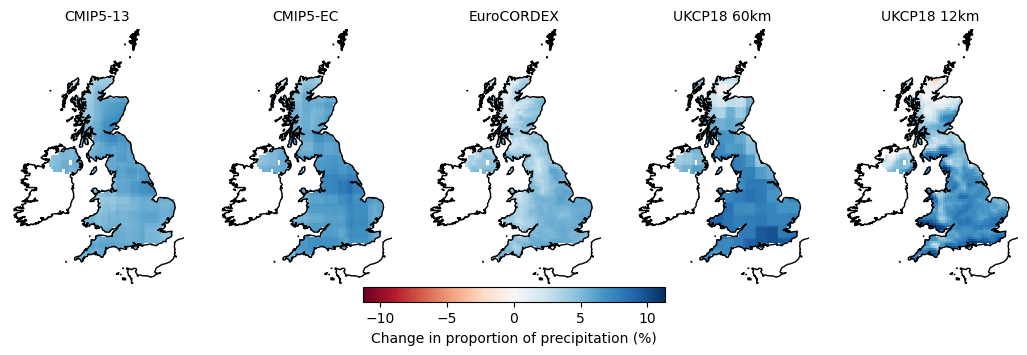 CMIP5-13 CMIP5-EC EuroCORDEX UKCP18 60km UKCP18 12km
−10 −5 0 5 10
Change in proportion of precipitation (%)